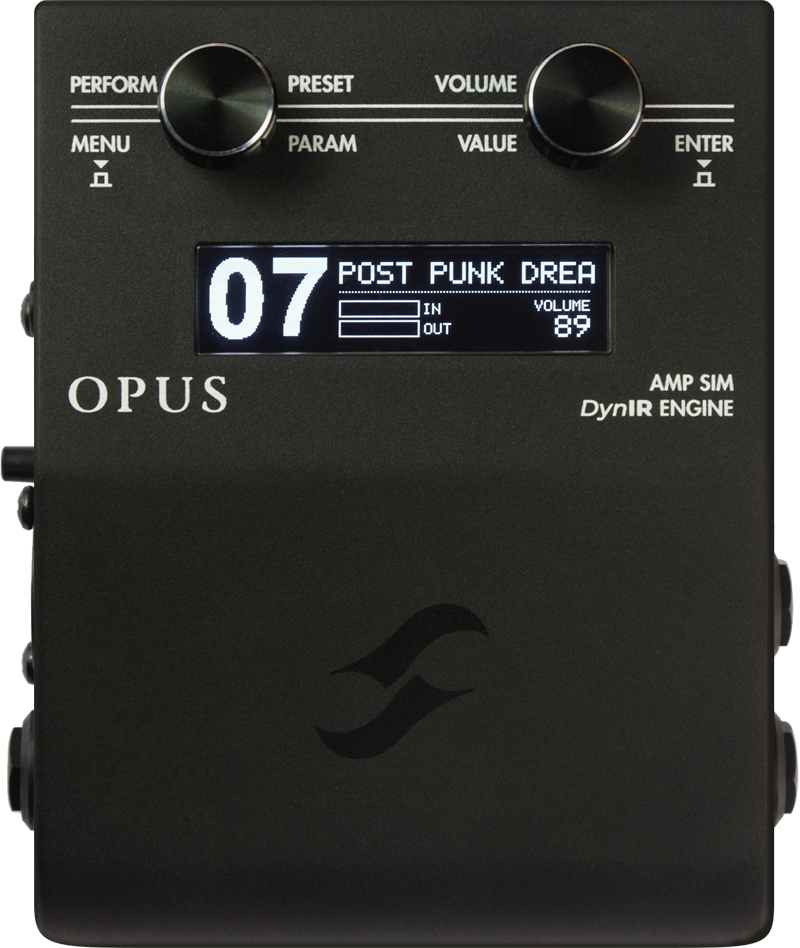 PERFORM PRESET VOLUME
MENU PARAM VALUE ENTER
07 POST PUNK DREA
IN VOLUME
OUT 89
OPUS AMP SIM
DynIR ENGINE